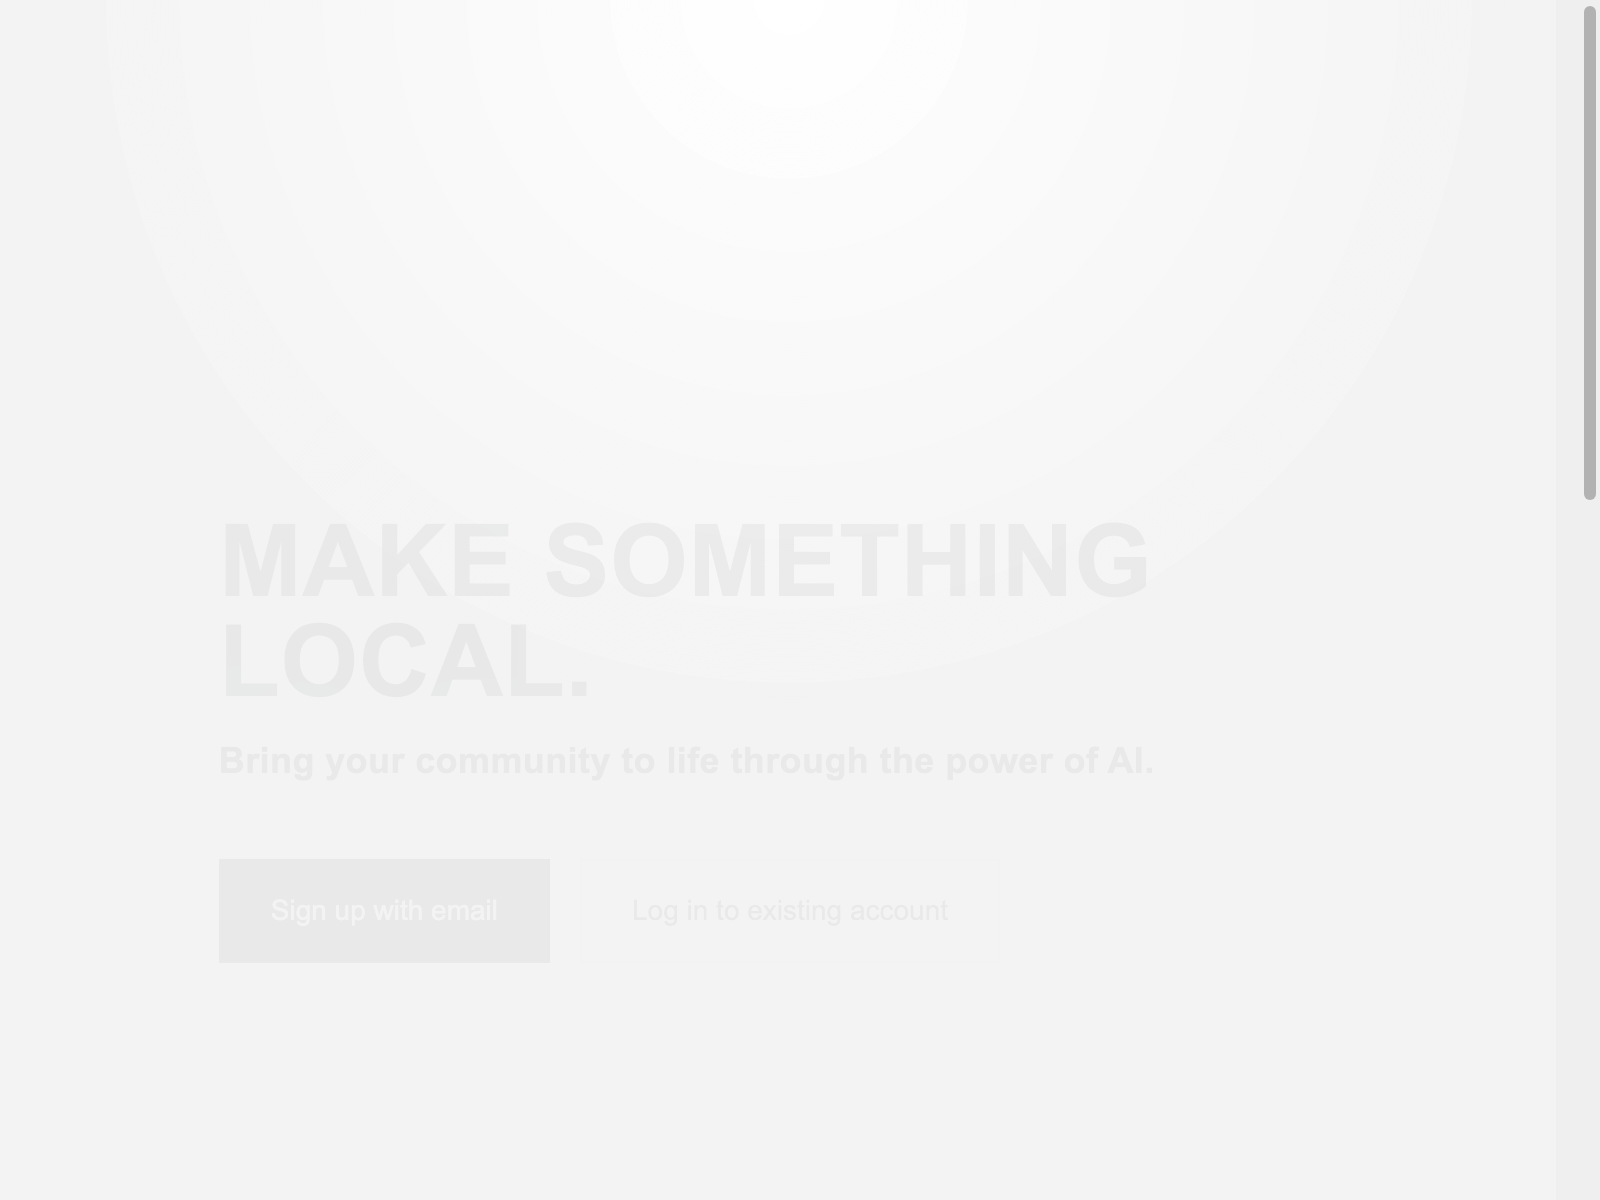 MAKE SOMETHING
LOCAL.
Bring your community to life through the power of AI.
Sign up with email
Log in to existing account